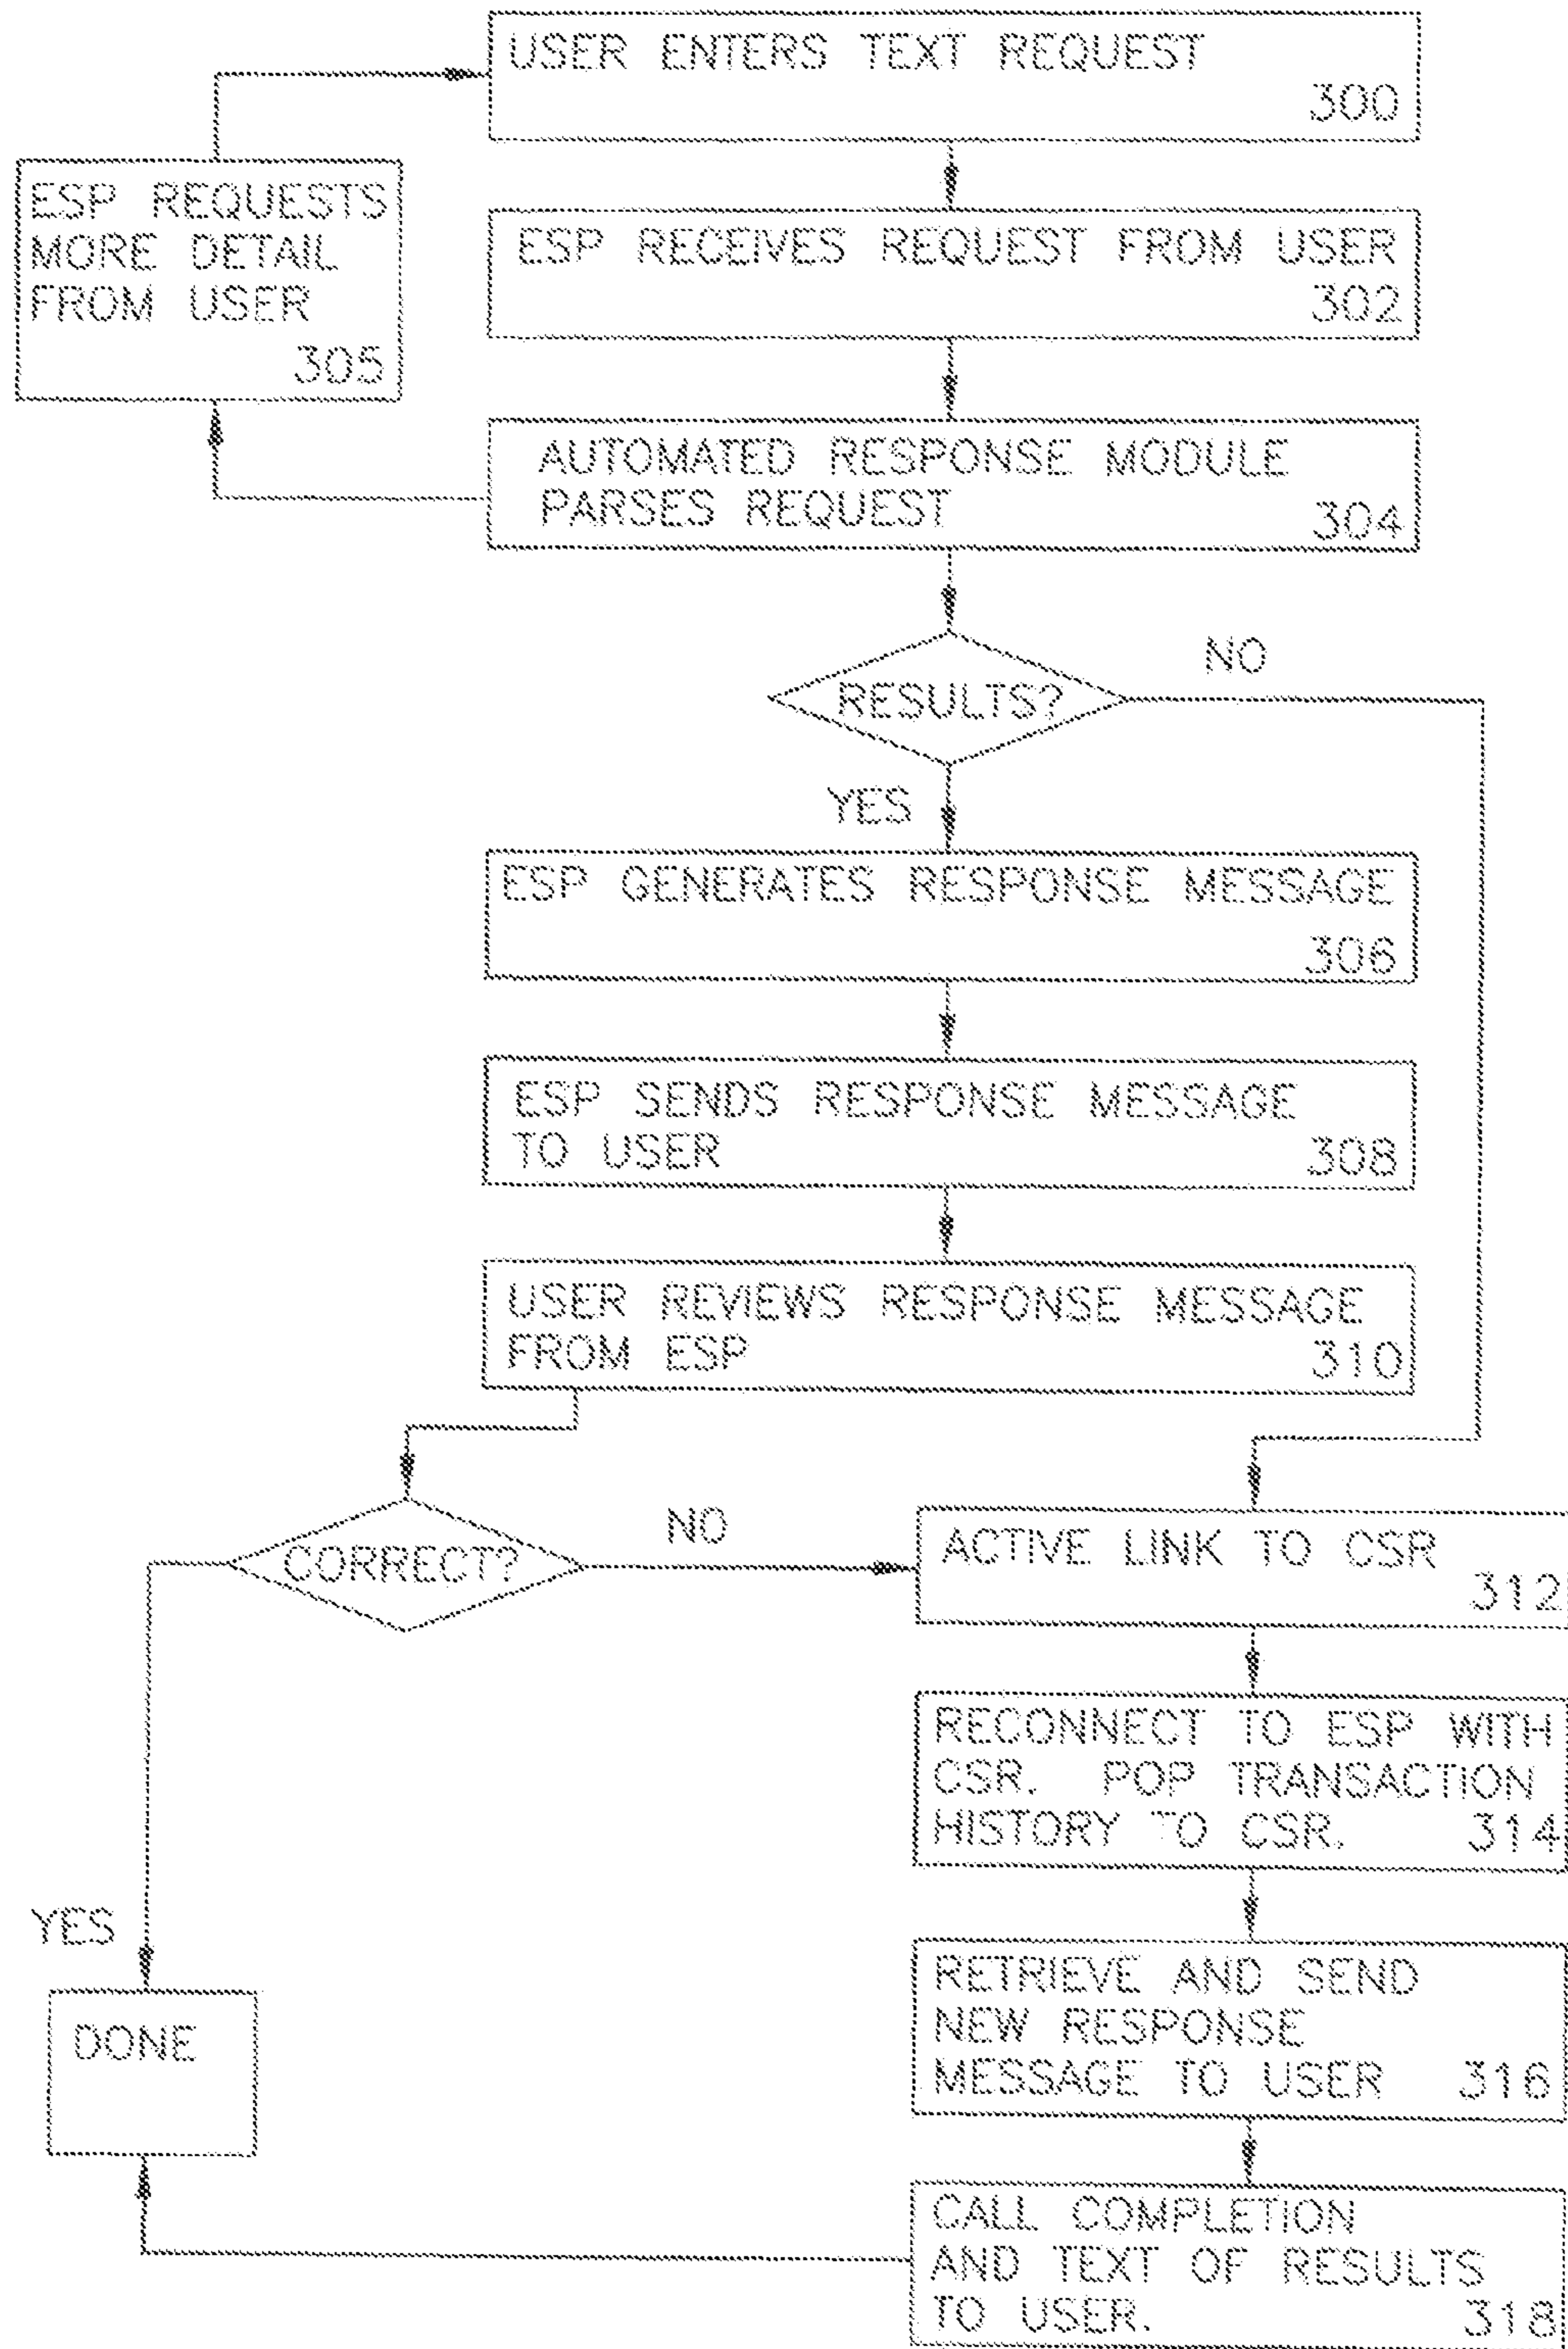 USER ENTERS TEXT REQUEST
300
ESP REQUESTS
MORE DETAIL
FROM USER
305
ESP RECEIVES REQUEST FROM USER
302
AUTOMATED RESPONSE MODULE
PARSES REQUEST
304
RESULTS?
NO
YES
ESP GENERATES RESPONSE MESSAGE
306
ESP SENDS RESPONSE MESSAGE
TO USER
308
USER REVIEWS RESPONSE MESSAGE
FROM ESP
310
CORRECT?
NO
ACTIVE LINK TO CSR
312
RECONNECT TO ESP WITH
CSR. POP TRANSACTION
HISTORY TO CSR. 314
YES
DONE
RETRIEVE AND SEND
NEW RESPONSE
MESSAGE TO USER 316
CALL COMPLETION
AND TEXT OF RESULTS
TO USER. 318